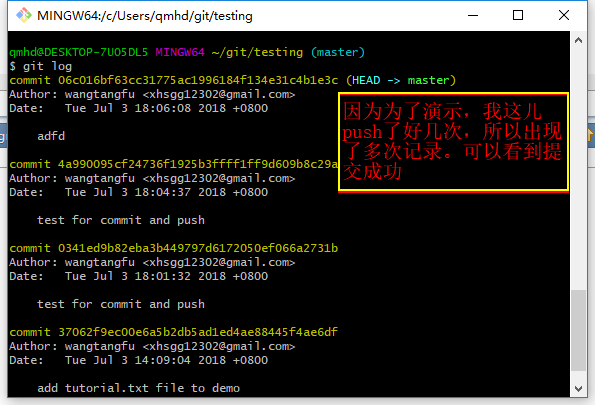 MINGW64:/c/Users/qmhd/git/testing
qmhd@DESKTOP-7U05DL5 MINGW64 ~/git/testing (master)
$ git log
commit 06c016bf63cc31775ac1996184f134e31c4b1e3c (HEAD -> master)
Author: wangtangfu <xhsgg12302@gmail.com>
Date:   Tue Jul 3 18:06:08 2018 +0800
adfd
因为为了演示，我这儿
push了好几次，所以出现
了多次记录。可以看到提
交成功
commit 4a990095cf24736f1925b3ffff1ff9d609b8c29a
Author: wangtangfu <xhsgg12302@gmail.com>
Date:   Tue Jul 3 18:04:37 2018 +0800
test for commit and push
commit 0341ed9b82eba3b449797d6172050ef066a2731b
Author: wangtangfu <xhsgg12302@gmail.com>
Date:   Tue Jul 3 18:01:32 2018 +0800
test for commit and push
commit 37062f9ec00e6a5b2db5ad1ed4ae88445f4ae6df
Author: wangtangfu <xhsgg12302@gmail.com>
Date:   Tue Jul 3 14:09:04 2018 +0800
add tutorial.txt file to demo